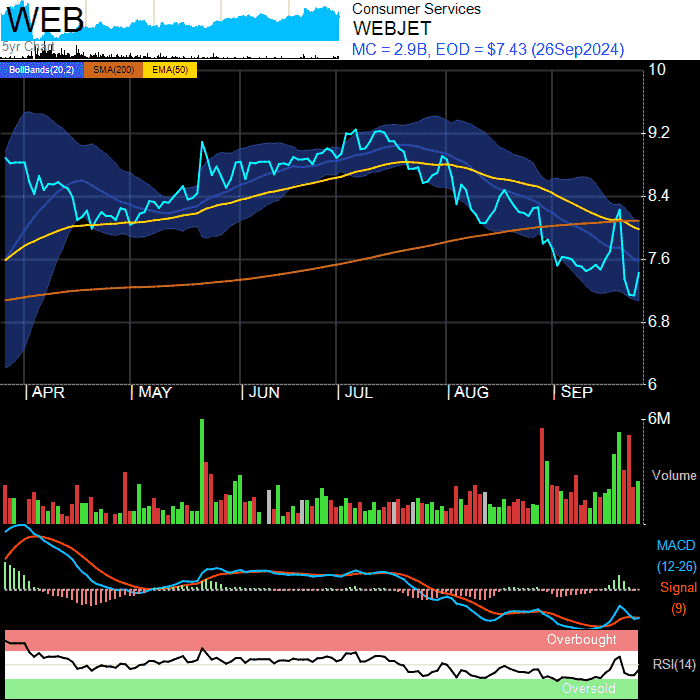 WEB
5yr Chart
Consumer Services
WEBJET
MC = 2.9B, EOD = $7.43 (26Sep2024)
BollBands(20,2) SMA(200) EMA(50)
10
9.2
8.4
7.6
6.8
6
APR MAY JUN JUL AUG SEP
6M
Volume
MACD
(12-26)
Signal
(9)
Overbought
RSI(14)
Oversold